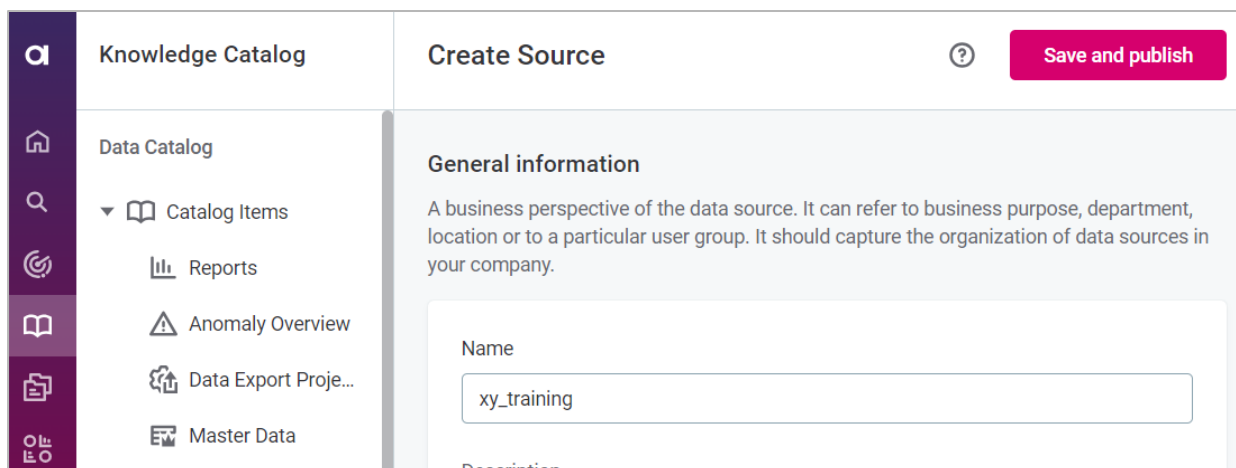 a
Knowledge Catalog
Create Source
?
Save and publish
Data Catalog
Catalog Items
Reports
Anomaly Overview
Data Export Proje...
Master Data
General information
A business perspective of the data source. It can refer to business purpose, department,
location or to a particular user group. It should capture the organization of data sources in
your company.
Name
xy_training
Description